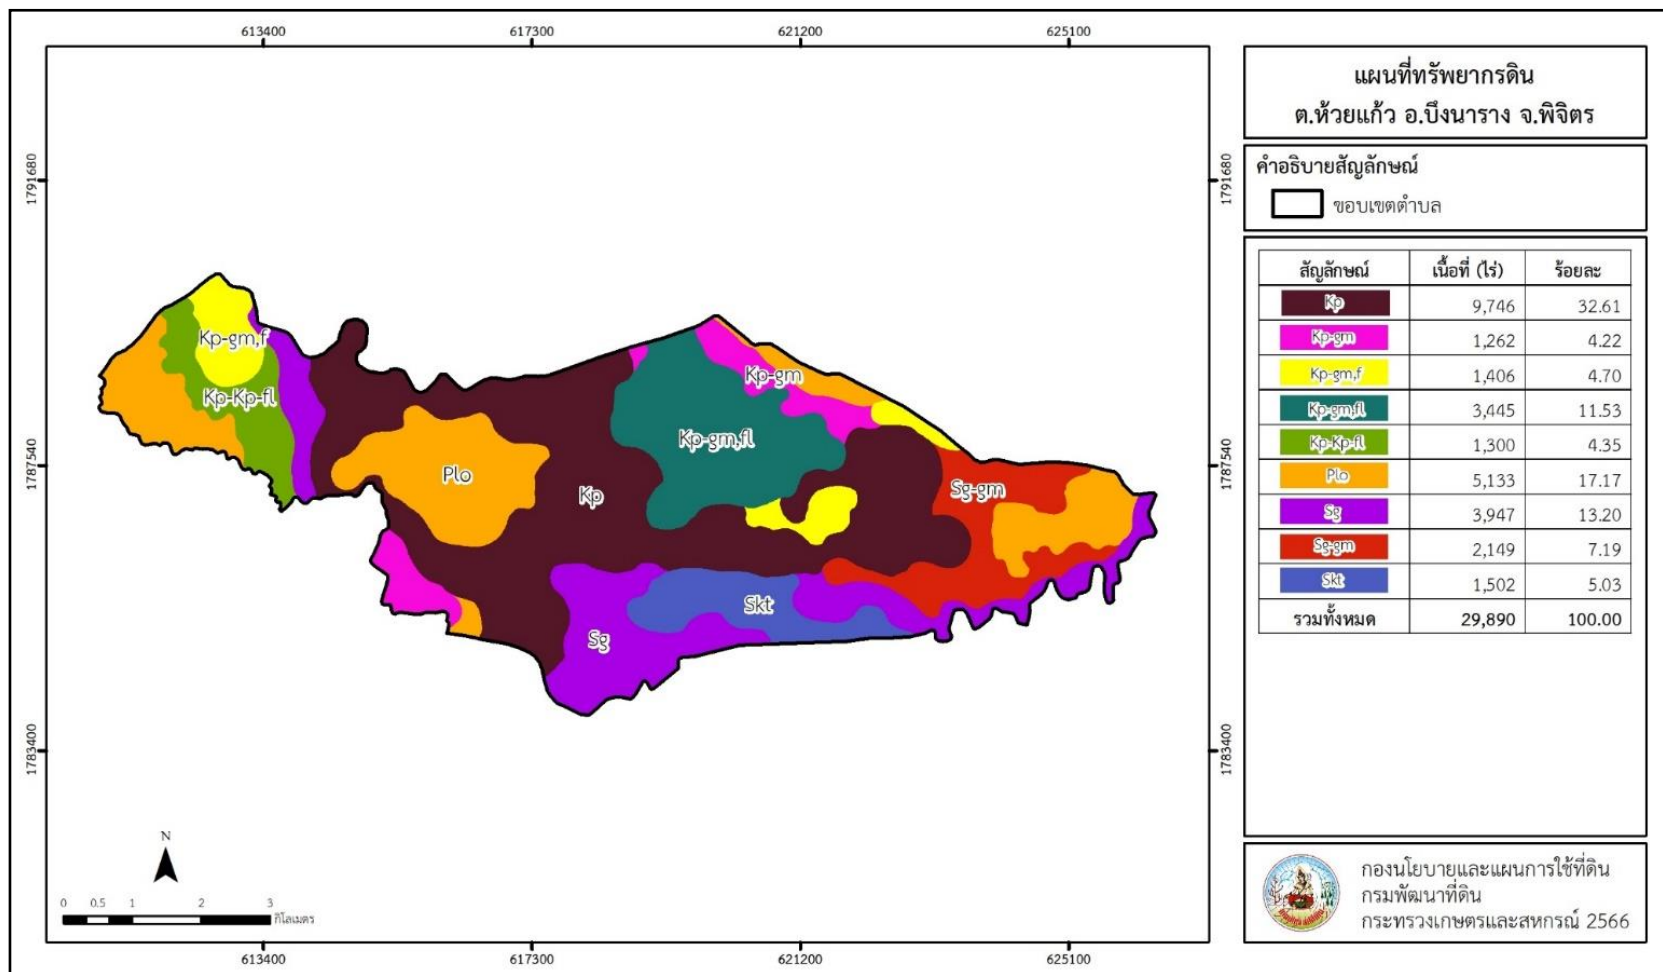 613400
617300
621200
625100
1791680
1787540
1783400
1791680
1787540
1783400
Kp-gm,f
Kp-Kp-fl
Plo
Kp
Kp-gm,fl
Kp-gm
Sg-gm
Skt
Sg
N
0 0.5 1 2 3
กิโลเมตร
613400
617300
621200
625100
แผนที่ทรัพยากรดิน
ต.ห้วยแก้ว อ.บึงนาราง จ.พิจิตร
คำอธิบายสัญลักษณ์
ขอบเขตตำบล
สัญลักษณ์ เนื้อที่ (ไร่) ร้อยละ
Kp 9,746 32.61
Kp-gm 1,262 4.22
Kp-gm,f 1,406 4.70
Kp-gm,fl 3,445 11.53
Kp-Kp-fl 1,300 4.35
Plo 5,133 17.17
Sg 3,947 13.20
Sg-gm 2,149 7.19
Skt 1,502 5.03
รวมทั้งหมด 29,890 100.00
กองนโยบายและแผนการใช้ที่ดิน
กรมพัฒนาที่ดิน
กระทรวงเกษตรและสหกรณ์ 2566